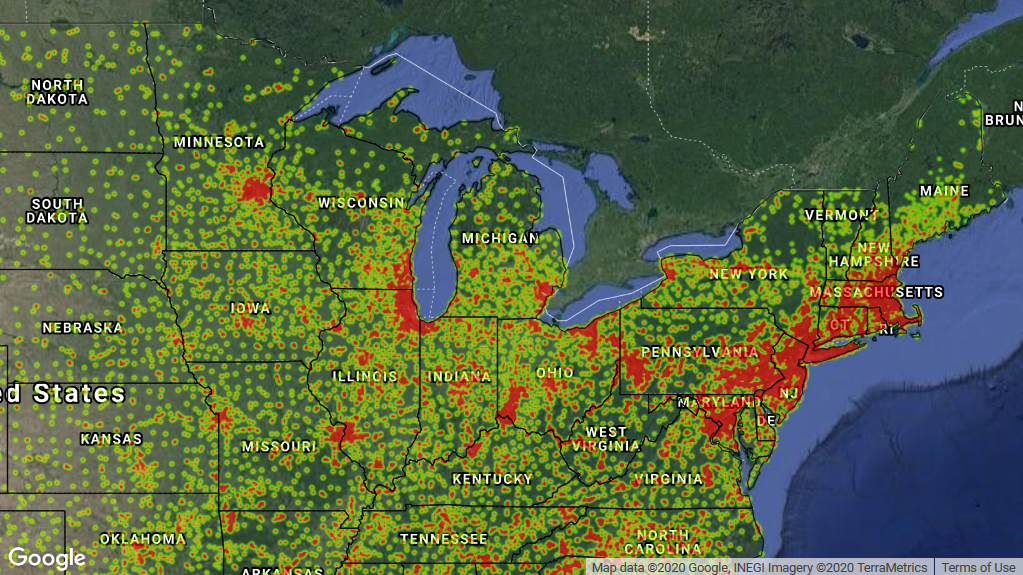 NORTH
DAKOTA
MINNESOTA
N
BRUN
SOUTH
DAKOTA
WISCONSIN
MAINE
VERMONT
MICHIGAN
NEW
HAMPSHIRE
NEW YORK
MASSACHUSETTS
IOWA
NEBRASKA
CT
RI
PENNSYLVANIA
ILLINOIS
INDIANA
OHIO
d States
NJ
MARYLAND
DE
KANSAS
MISSOURI
WEST
VIRGINIA
KENTUCKY
VIRGINIA
OKLAHOMA
TENNESSEE
NORTH
CAROLINA
Google
ARKANSAS
Map data ©2020 Google, INEGI Imagery ©2020 TerraMetrics
Terms of Use